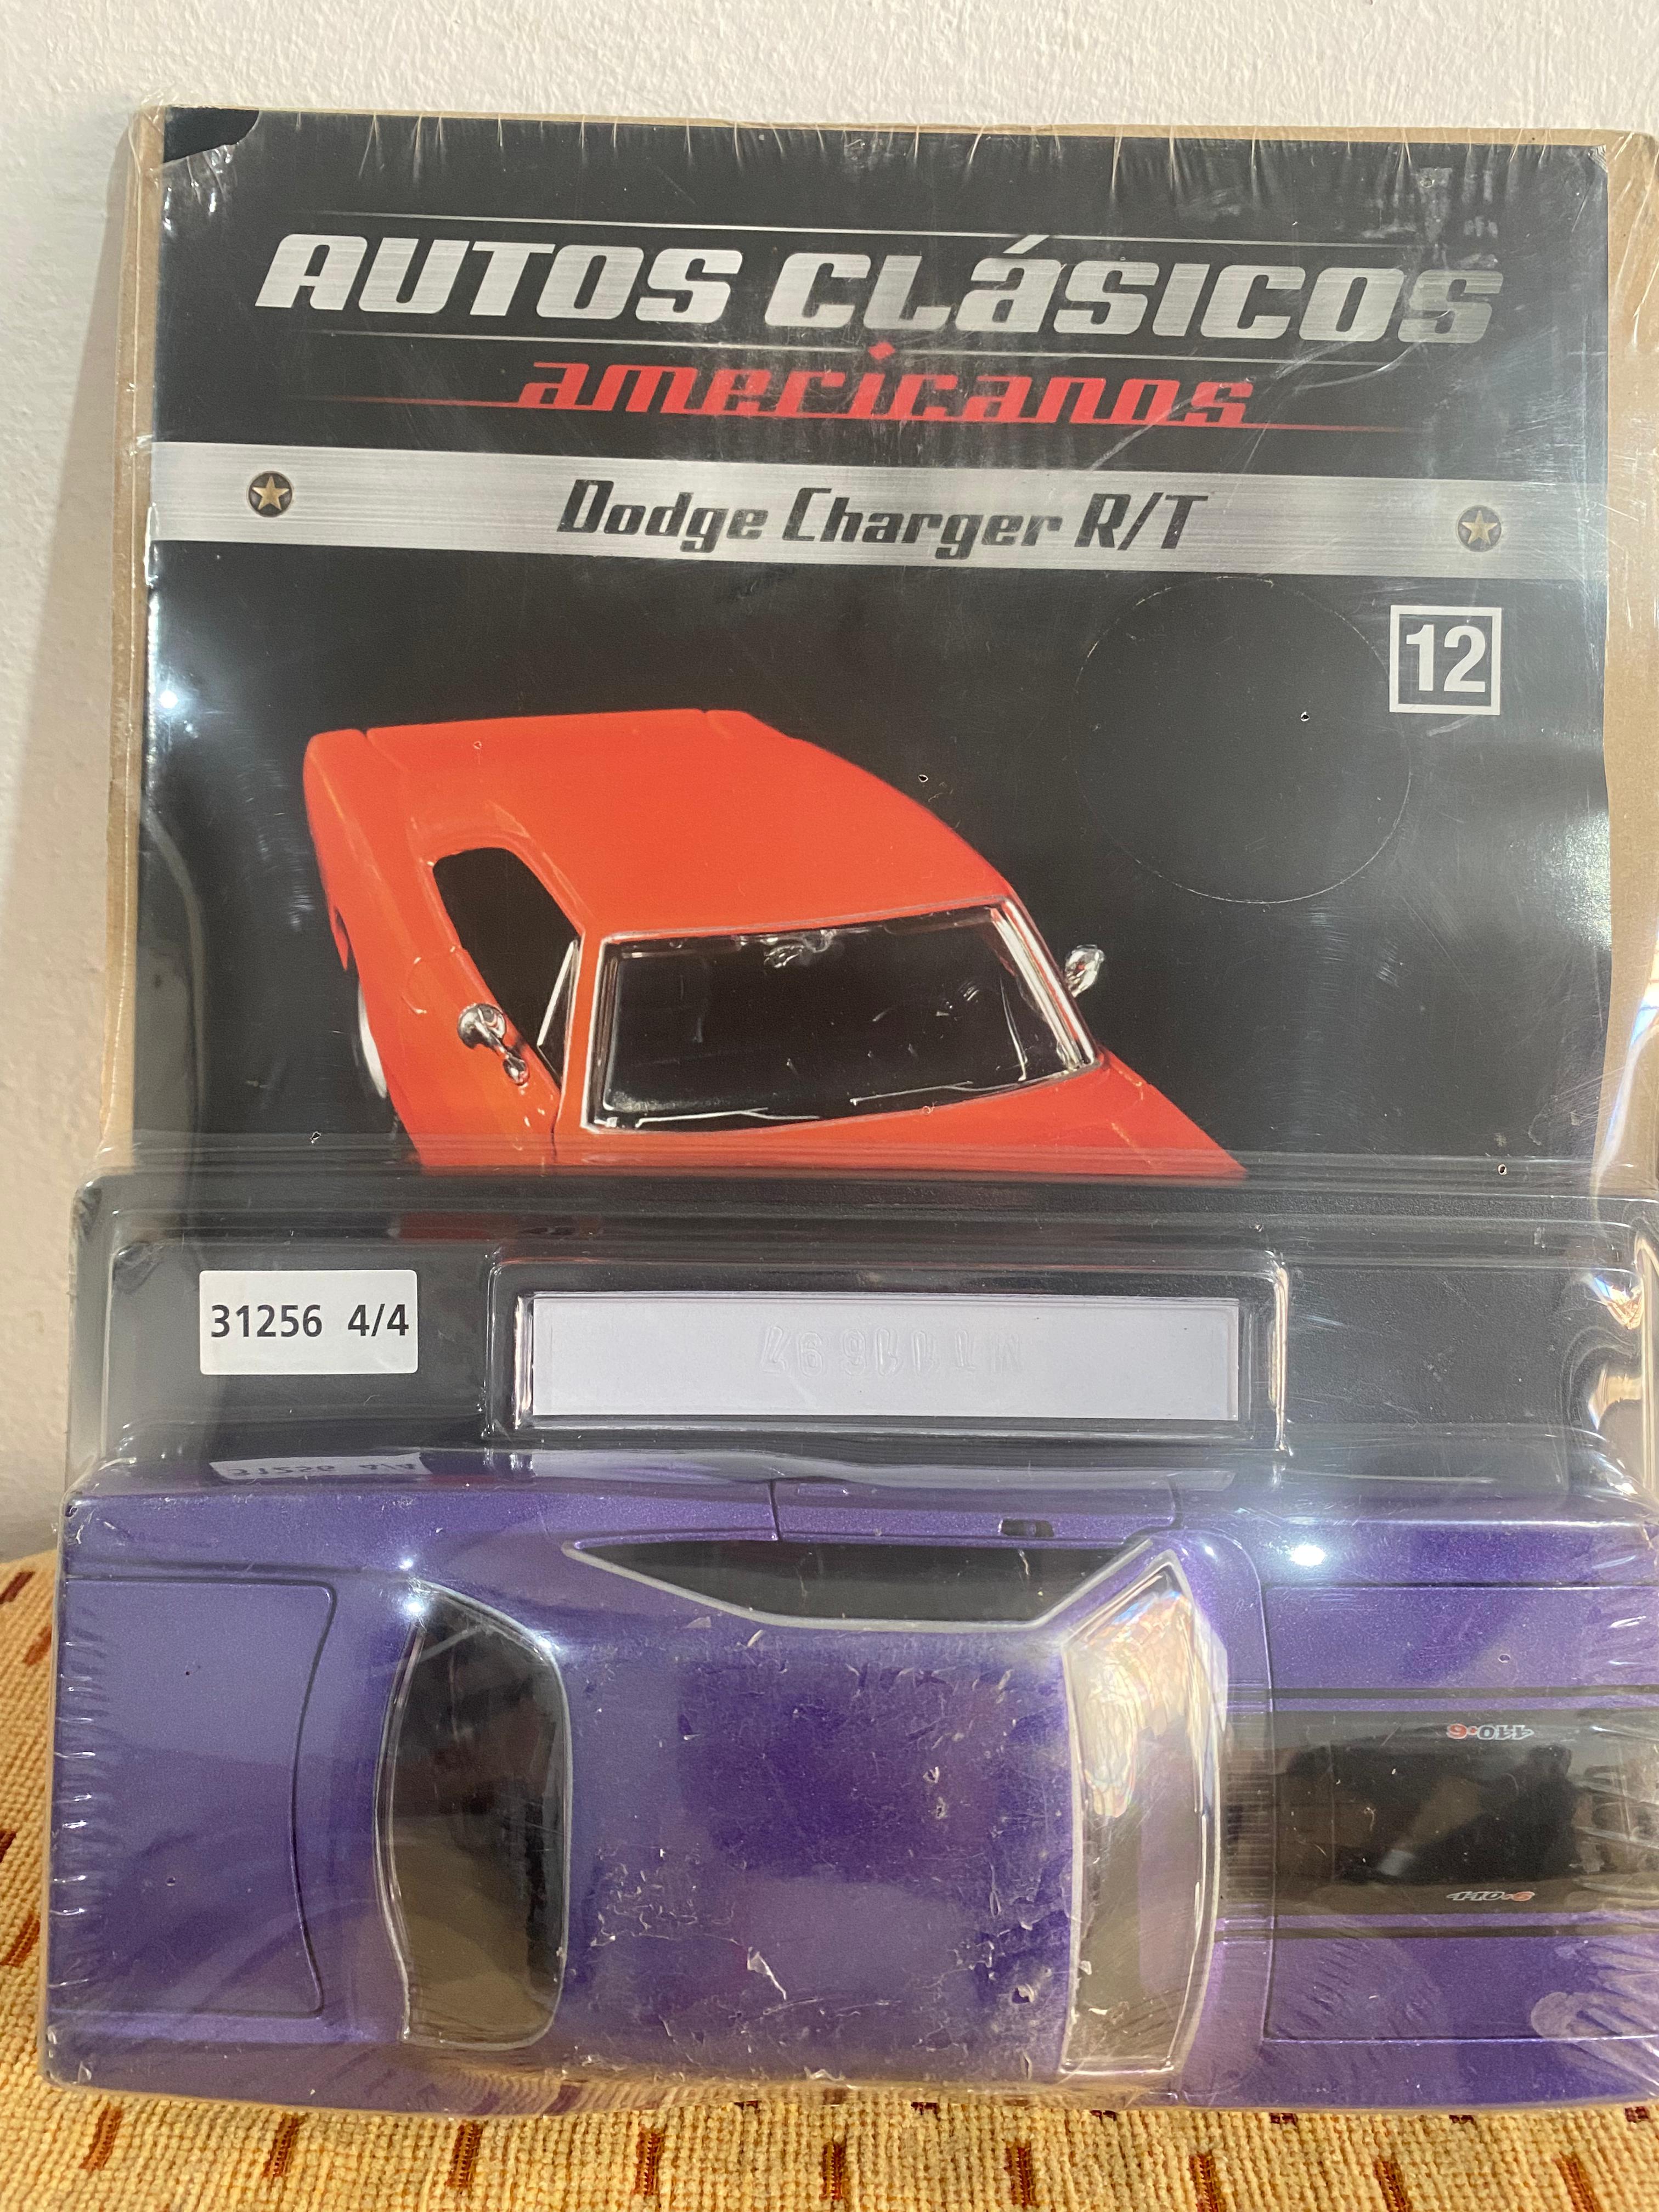 AUTOS CLÁSICOS
americanos
Dodge Charger R/T
12
31256 4/4
440•6
440•6